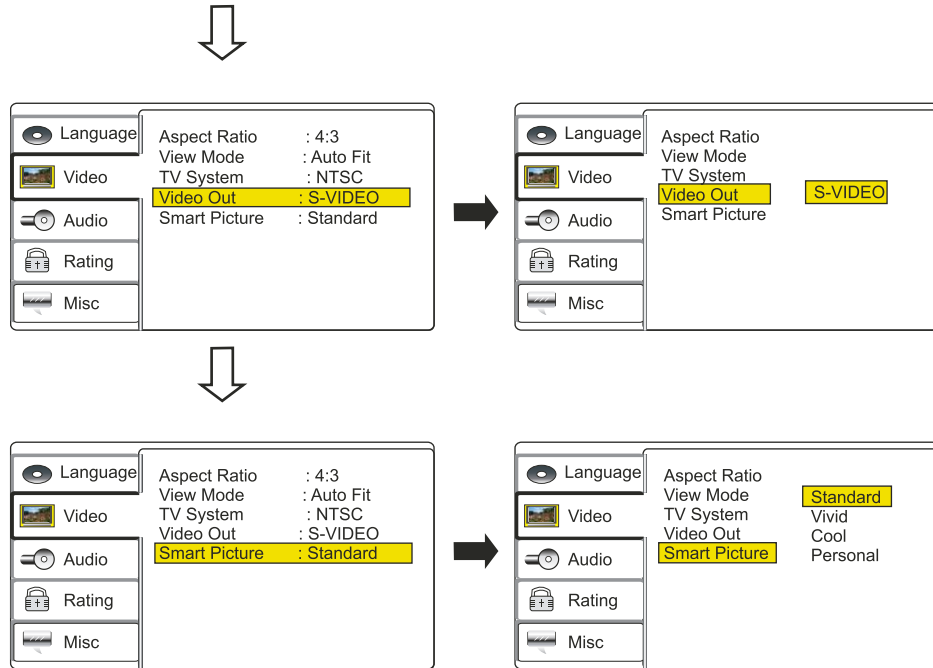 Language
Video
Audio
Rating
Misc
Aspect Ratio : 4:3
View Mode : Auto Fit
TV System : NTSC
Video Out : S-VIDEO
Smart Picture : Standard
Language
Video
Audio
Rating
Misc
Aspect Ratio
View Mode
TV System
Video Out S-VIDEO
Smart Picture
Language
Video
Audio
Rating
Misc
Aspect Ratio : 4:3
View Mode : Auto Fit
TV System : NTSC
Video Out : S-VIDEO
Smart Picture : Standard
Language
Video
Audio
Rating
Misc
Aspect Ratio
View Mode
TV System
Video Out
Smart Picture
Standard
Vivid
Cool
Personal